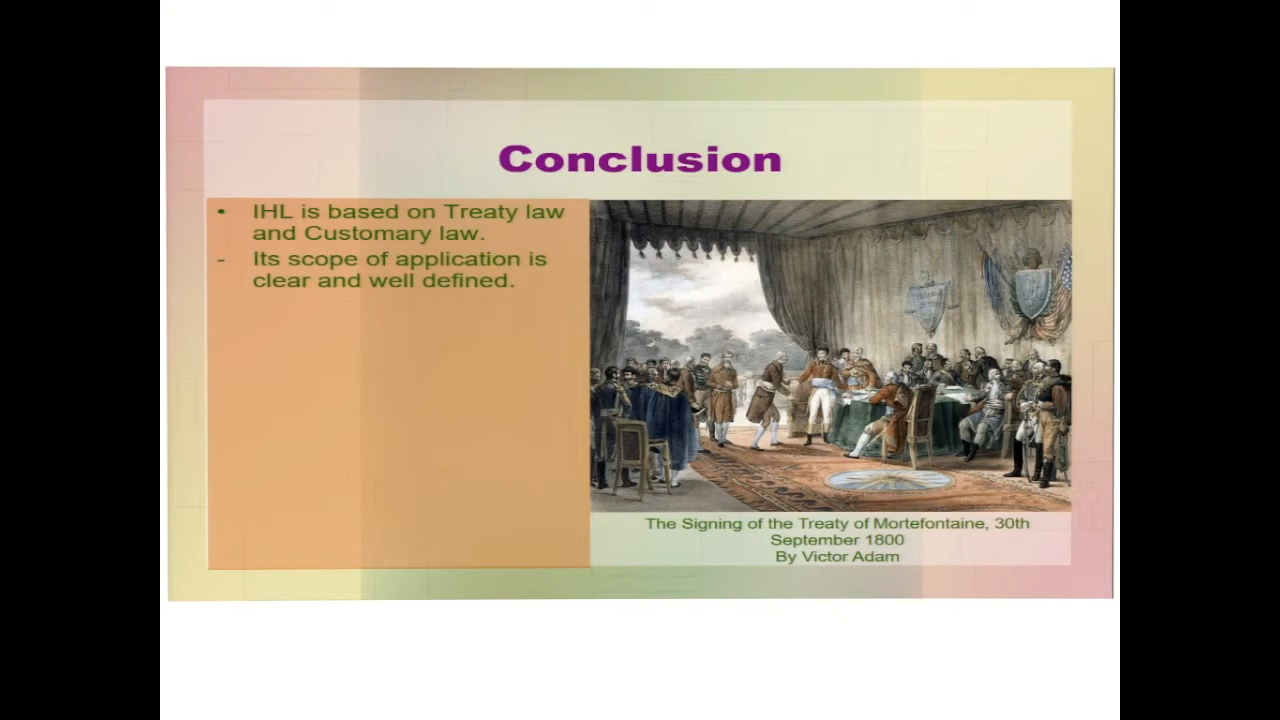 Conclusion
• IHL is based on Treaty law
and Customary law.
- Its scope of application is
clear and well defined.
The Signing of the Treaty of Mortefontaine, 30th
September 1800
By Victor Adam